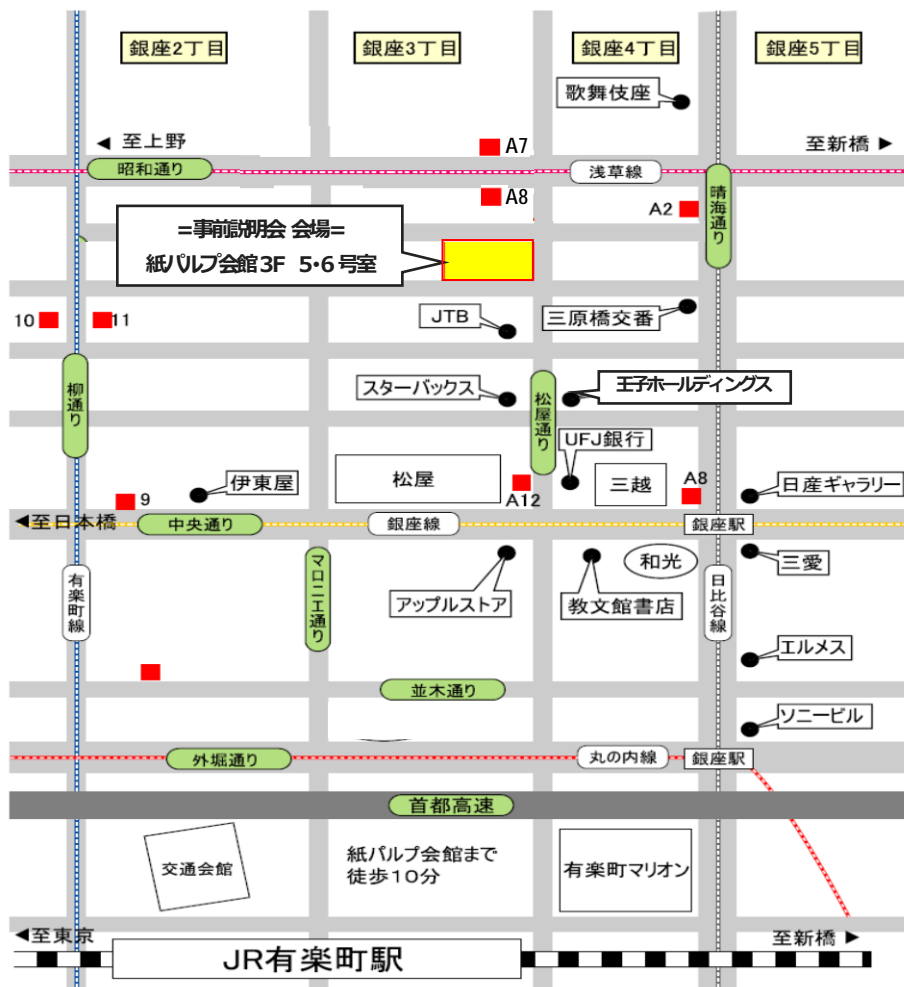 銀座2丁目
銀座3丁目
銀座4丁目
銀座5丁目
歌舞伎座
◀ 至上野
A7
至新橋 ▶
昭和通り
浅草線
晴海通り
A8
A2
=事前説明会 会場=
紙パルプ会館3F 5・6号室
10
11
JTB
三原橋交番
柳通り
スターバックス
松屋通り
王子ホールディングス
UFJ銀行
伊東屋
松屋
三越
A8
日産ギャラリー
9
A12
◀至日本橋
中央通り
銀座線
銀座駅
マロニエ通り
和光
三愛
有楽町線
アップルストア
教文館書店
日比谷線
エルメス
並木通り
ソニービル
外堀通り
丸の内線
銀座駅
首都高速
交通会館
紙パルプ会館まで
徒歩10分
有楽町マリオン
◀至東京
至新橋 ▶
JR有楽町駅